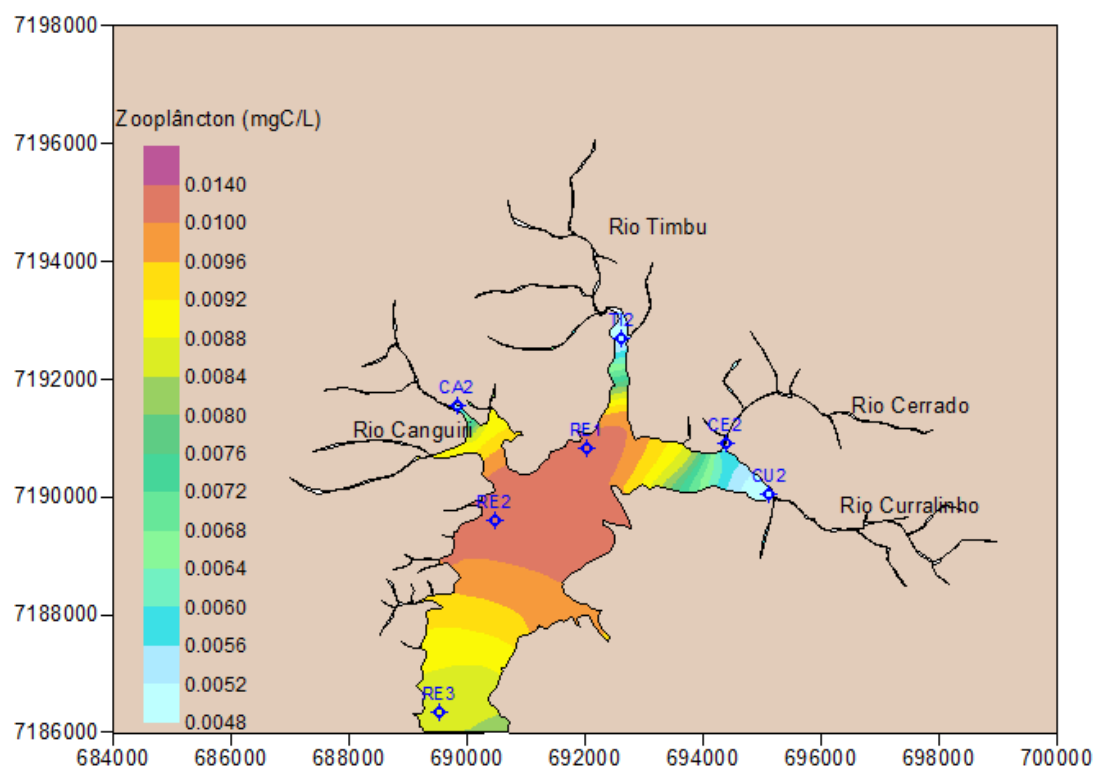 7198000
7196000
7194000
7192000
7190000
7188000
7186000
Zooplâncton (mgC/L)
0.0140
0.0100
0.0096
0.0092
0.0088
0.0084
0.0080
0.0076
0.0072
0.0068
0.0064
0.0060
0.0056
0.0052
0.0048
Rio Timbu
TI2
CA2
Rio Canguiri
RE1
CE2
Rio Cerrado
CU2
RE2
Rio Curralinho
RE3
684000 686000 688000 690000 692000 694000 696000 698000 700000